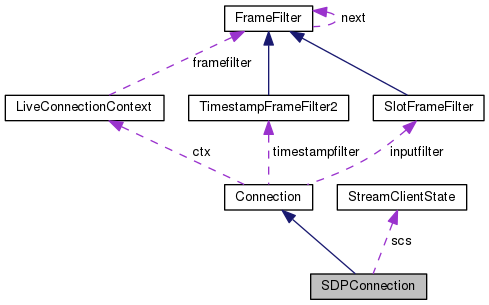 FrameFilter
next
framefilter
LiveConnectionContext
TimestampFrameFilter2
SlotFrameFilter
ctx
timestampfilter
inputfilter
Connection
StreamClientState
scs
SDPConnection